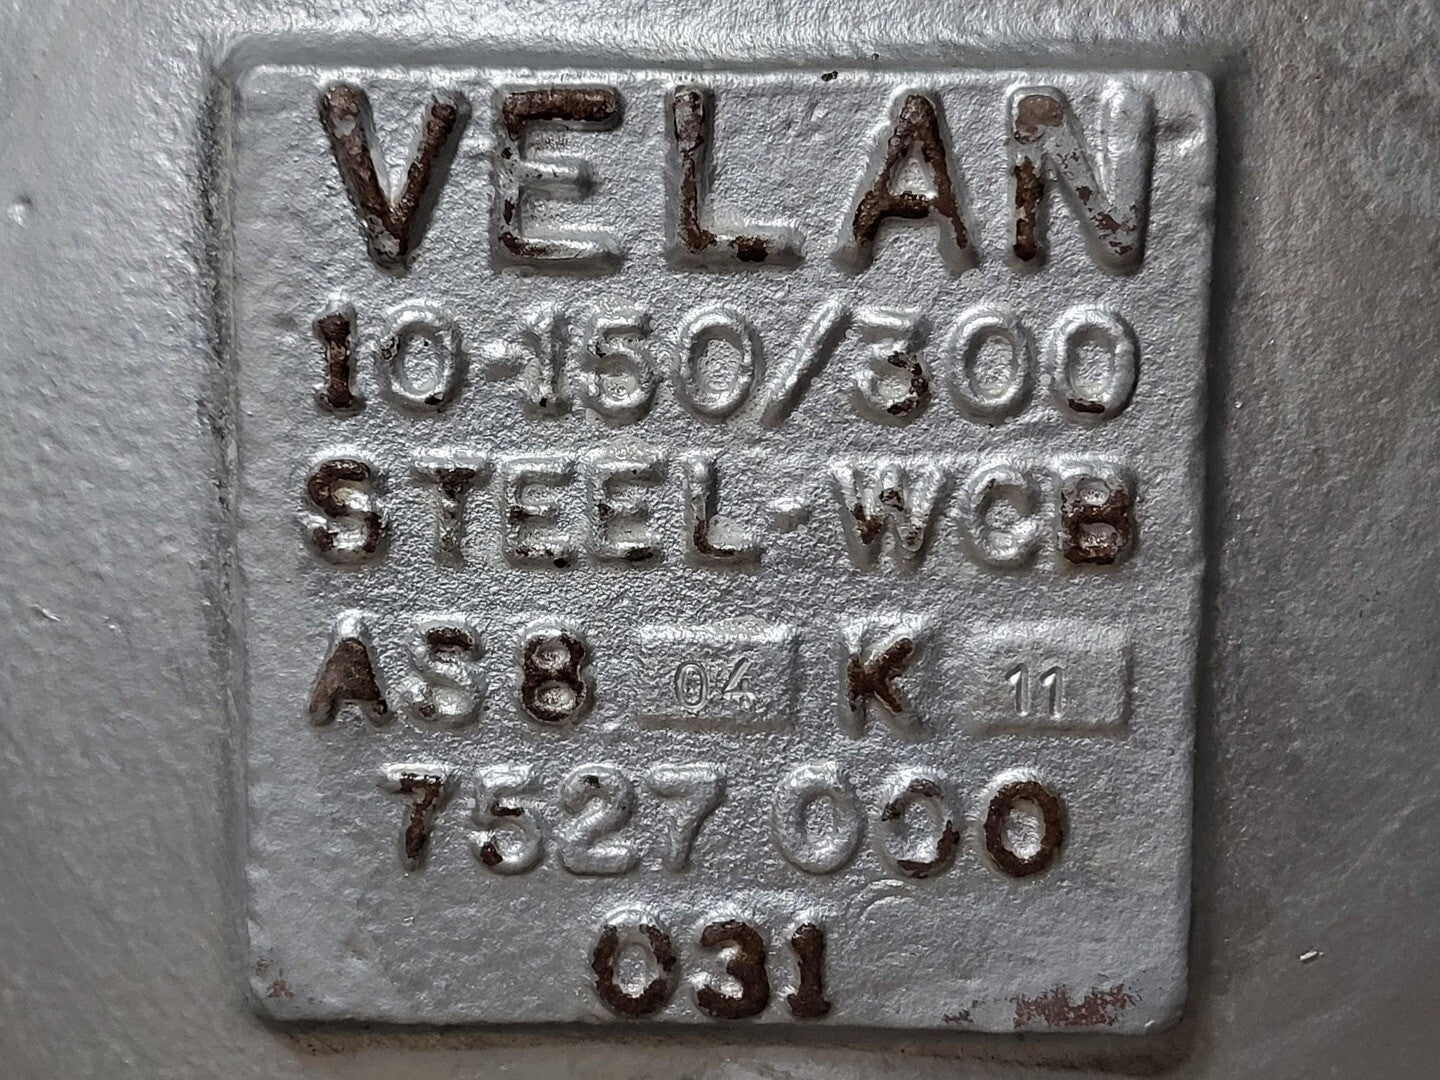 VELAN
10-150/300
STEEL-WCB
AS8 04 K 11
7527 000
031